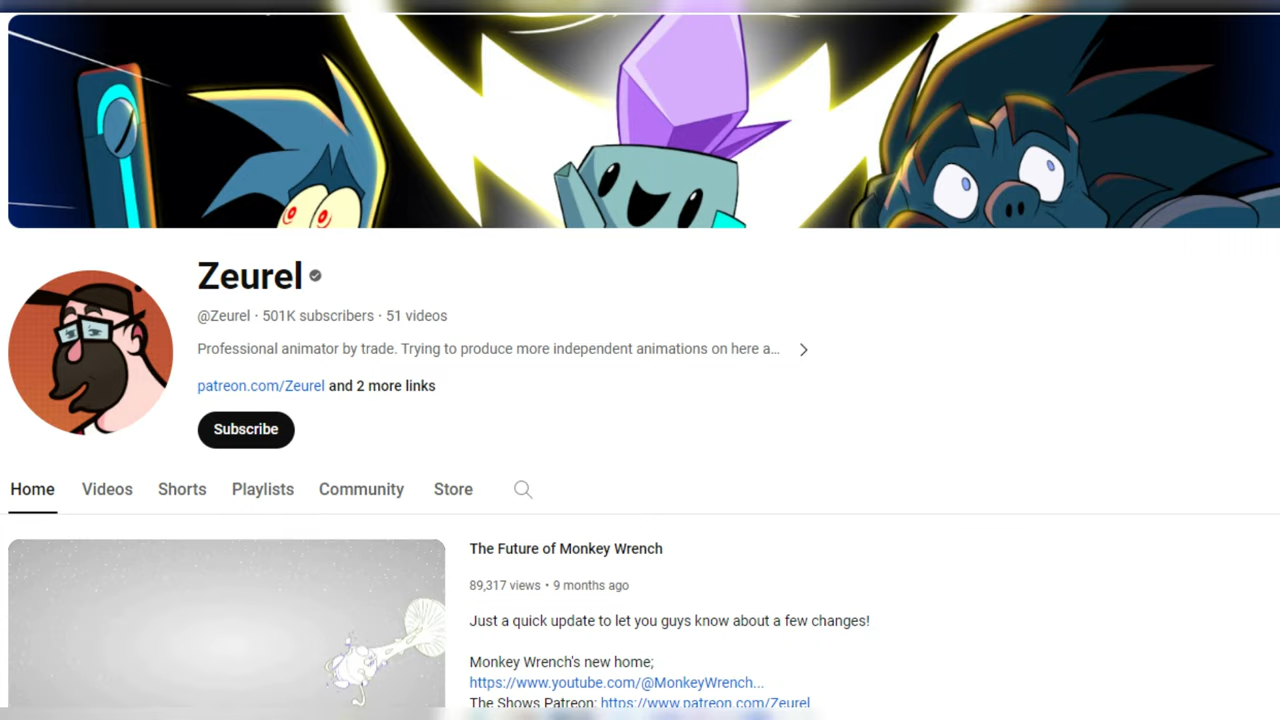 Zeurel
@Zeurel · 501K subscribers · 51 videos
Professional animator by trade. Trying to produce more independent animations on here a...
patreon.com/Zeurel and 2 more links
Subscribe
Home Videos Shorts Playlists Community Store
The Future of Monkey Wrench
89,317 views • 9 months ago
Just a quick update to let you guys know about a few changes!
Monkey Wrench's new home;
https://www.youtube.com/@MonkeyWrench...
The Shows Patreon: https://www.patreon.com/Zeurel